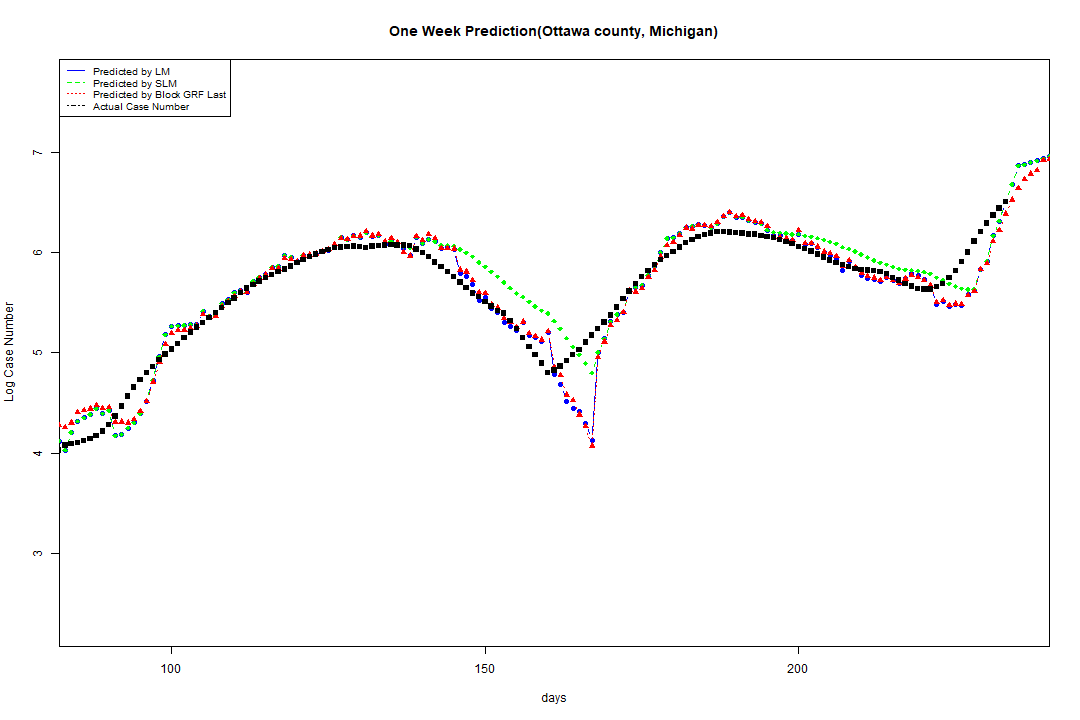 One Week Prediction(Ottawa county, Michigan)
Predicted by LM
Predicted by SLM
Predicted by Block GRF Last
Actual Case Number
7
6
5
4
3
Log Case Number
100 150 200
days